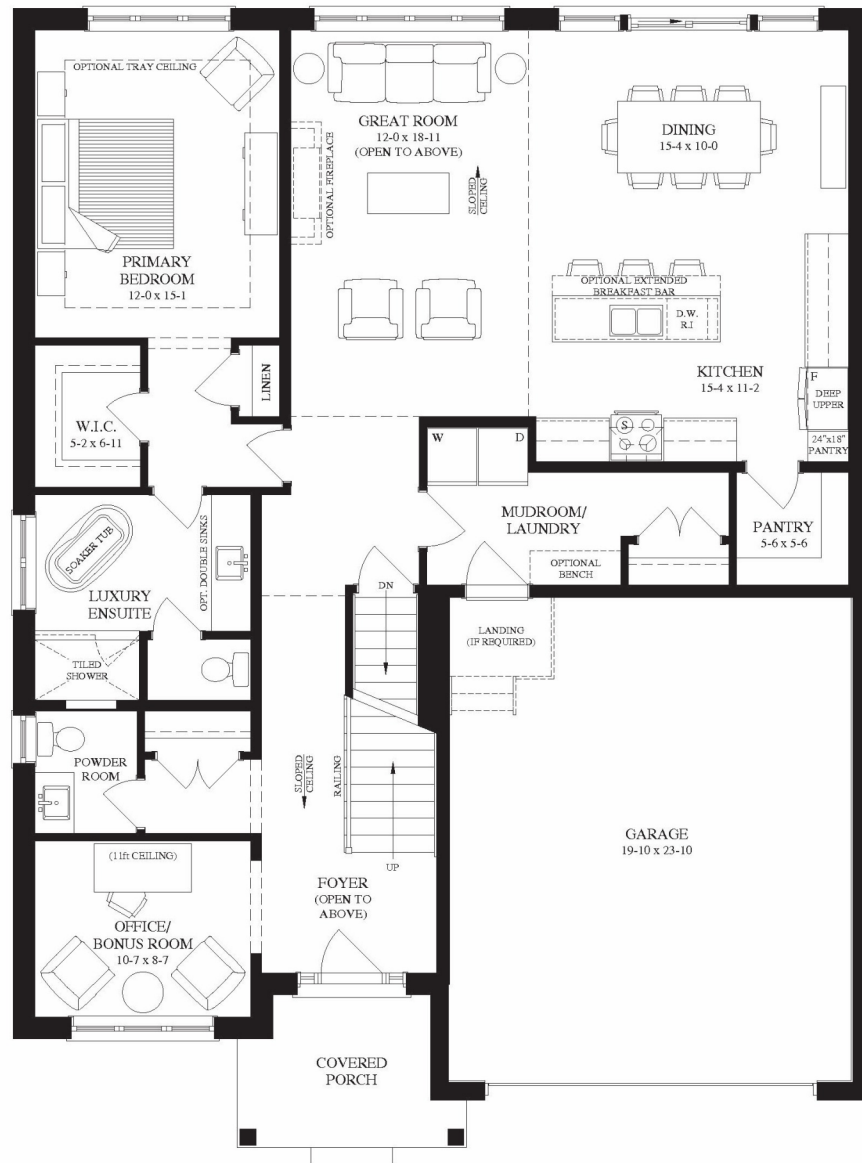 OPTIONAL TRAY CEILING
PRIMARY
BEDROOM
12-0 x 15-1
GREAT ROOM
12-0 x 18-11
(OPEN TO ABOVE)
OPTIONAL FIREPLACE
SLOPED
CEILING
DINING
15-4 x 10-0
OPTIONAL EXTENDED
BREAKFAST BAR
D.W.
R.I
KITCHEN
15-4 x 11-2
F
DEEP
UPPER
24"x18"
PANTRY
S
LINEN
W.I.C.
5-2 x 6-11
W
D
MUDROOM/
LAUNDRY
OPTIONAL
BENCH
PANTRY
5-6 x 5-6
SOAKER TUB
OPT. DOUBLE SINKS
LUXURY
ENSUITE
TILED
SHOWER
DN
LANDING
(IF REQUIRED)
POWDER
ROOM
SLOPED
CEILING
RAILING
UP
GARAGE
19-10 x 23-10
(11ft CEILING)
OFFICE/
BONUS ROOM
10-7 x 8-7
FOYER
(OPEN TO
ABOVE)
COVERED
PORCH